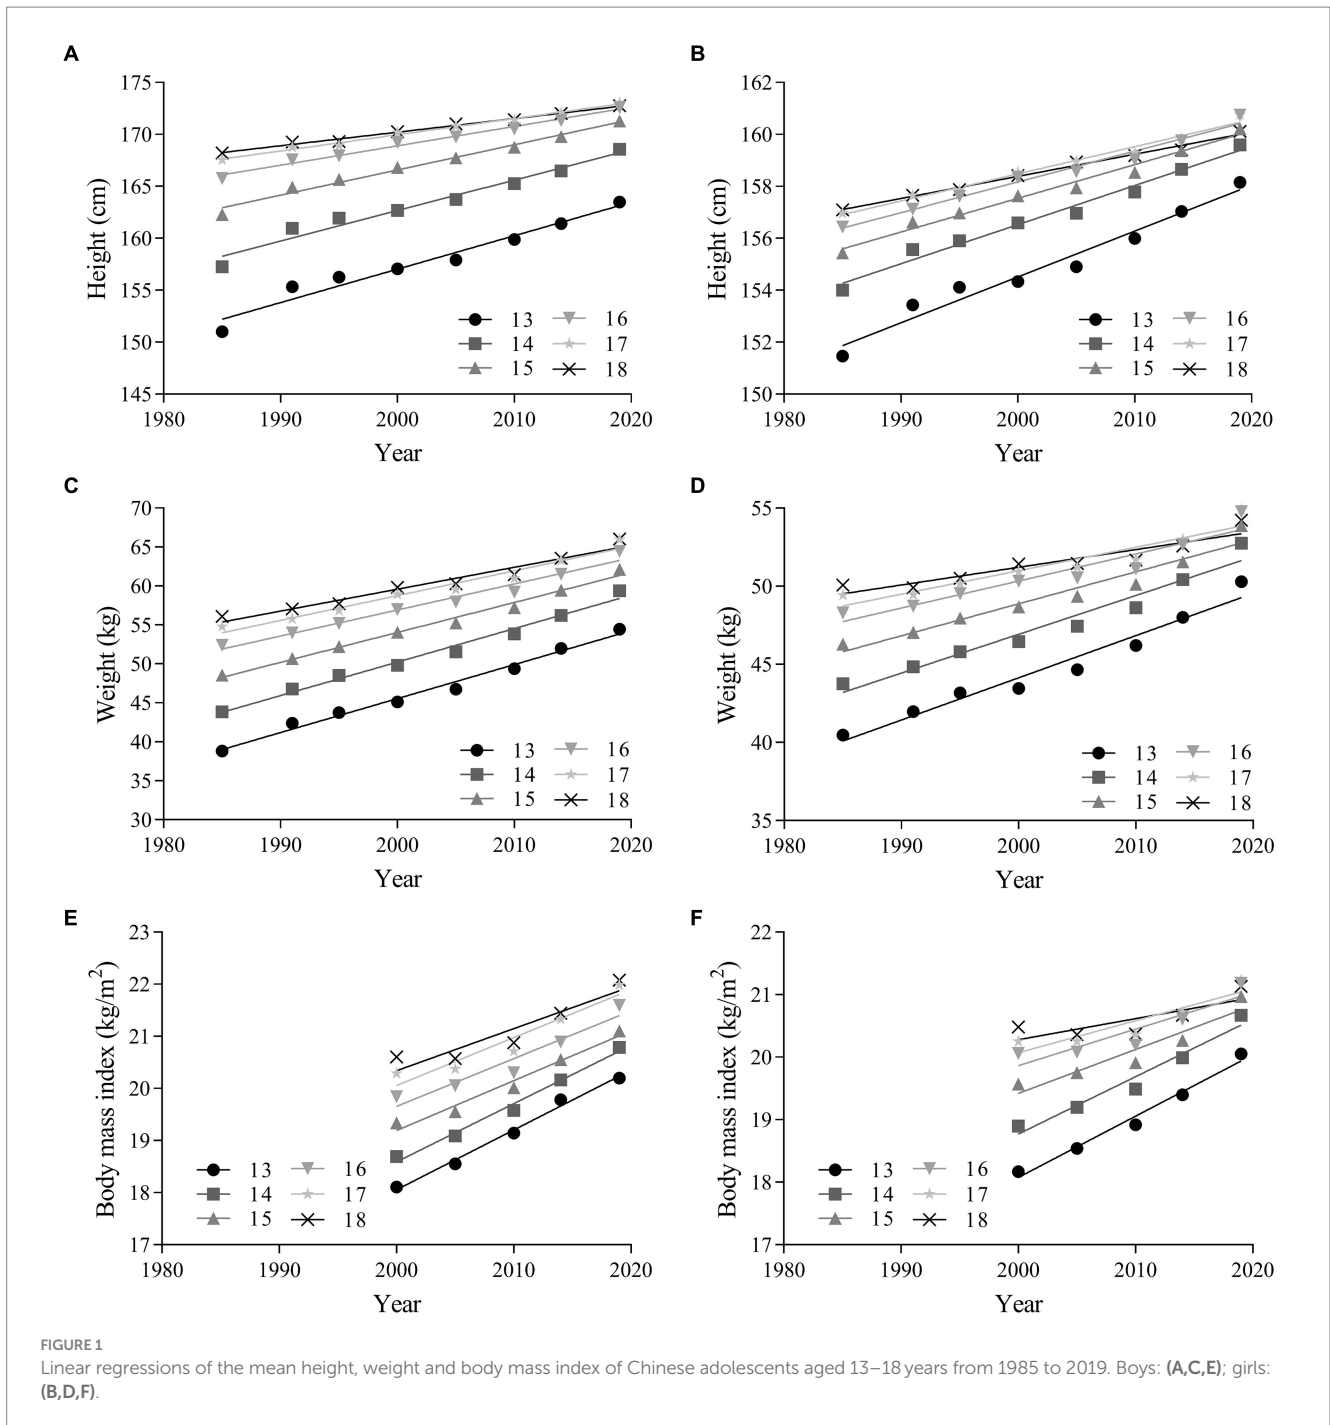 A
B
175
170
165
160
155
150
145
Height (cm)
13 16
14 17
15 18
1980 1990 2000 2010 2020
Year
162
160
158
156
154
152
150
Height (cm)
13 16
14 17
15 18
1980 1990 2000 2010 2020
Year
C
D
70
65
60
55
50
45
40
35
30
Weight (kg)
13 16
14 17
15 18
1980 1990 2000 2010 2020
Year
55
50
45
40
35
Weight (kg)
13 16
14 17
15 18
1980 1990 2000 2010 2020
Year
E
F
23
22
21
20
19
18
17
Body mass index (kg/m²)
13 16
14 17
15 18
1980 1990 2000 2010 2020
Year
22
21
20
19
18
17
Body mass index (kg/m²)
13 16
14 17
15 18
1980 1990 2000 2010 2020
Year
FIGURE 1
Linear regressions of the mean height, weight and body mass index of Chinese adolescents aged 13–18 years from 1985 to 2019. Boys: (A,C,E); girls:
(B,D,F).